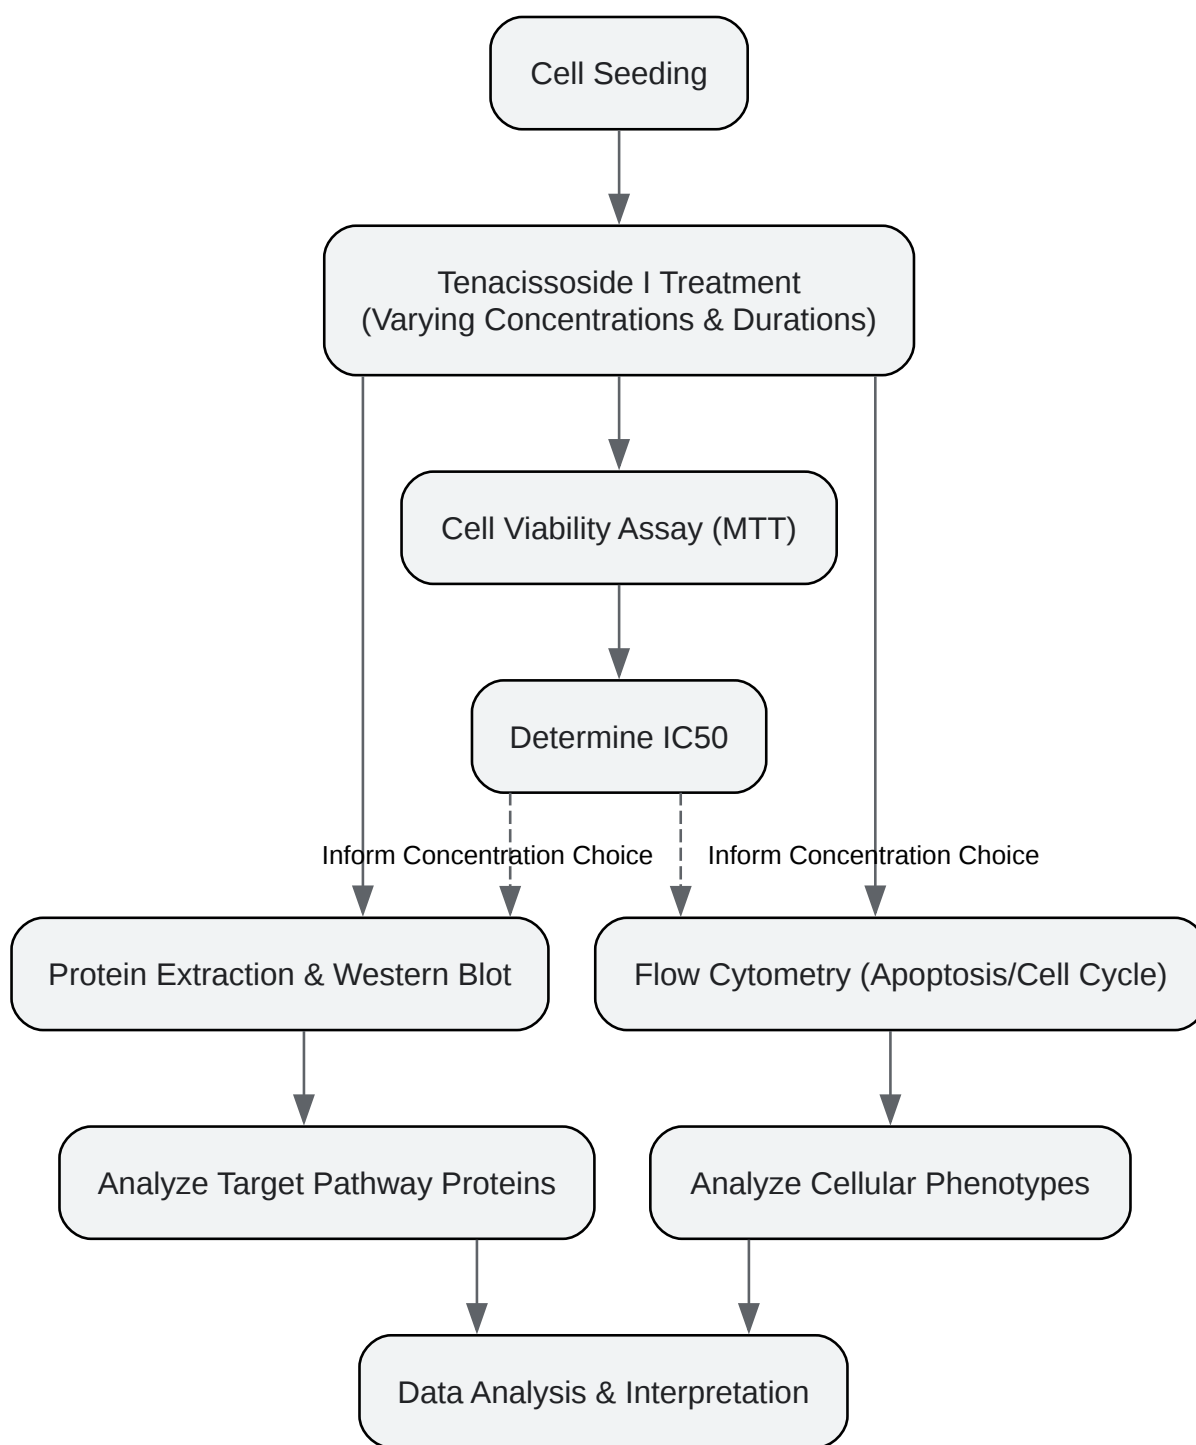 Cell Seeding
Tenacissoside I Treatment
(Varying Concentrations & Durations)
Cell Viability Assay (MTT)
Determine IC50
Inform Concentration Choice
Inform Concentration Choice
Protein Extraction & Western Blot
Flow Cytometry (Apoptosis/Cell Cycle)
Analyze Target Pathway Proteins
Analyze Cellular Phenotypes
Data Analysis & Interpretation